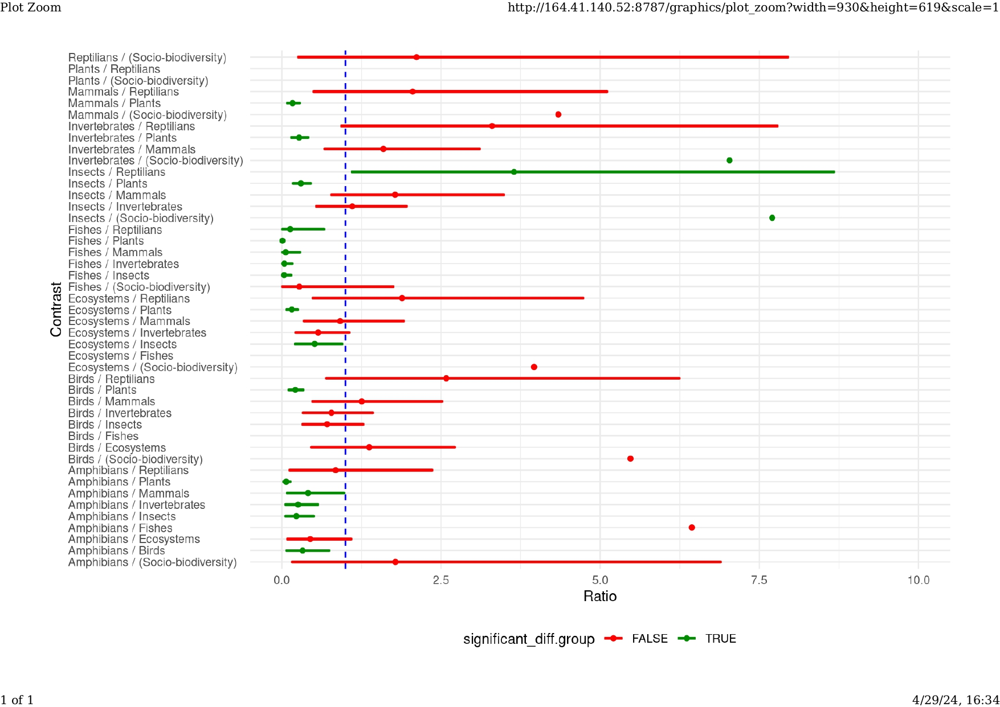 Plot Zoom
http://164.41.140.52:8787/graphics/plot_zoom?width=930&height=619&scale=1
Reptilians / (Socio-biodiversity)
Plants / Reptilians
Plants / (Socio-biodiversity)
Mammals / Reptilians
Mammals / Plants
Mammals / (Socio-biodiversity)
Invertebrates / Reptilians
Invertebrates / Plants
Invertebrates / Mammals
Invertebrates / (Socio-biodiversity)
Insects / Reptilians
Insects / Plants
Insects / Mammals
Insects / Invertebrates
Insects / (Socio-biodiversity)
Fishes / Reptilians
Fishes / Plants
Fishes / Mammals
Fishes / Invertebrates
Fishes / Insects
Fishes / (Socio-biodiversity)
Ecosystems / Reptilians
Ecosystems / Plants
Ecosystems / Mammals
Ecosystems / Invertebrates
Ecosystems / Insects
Ecosystems / Fishes
Ecosystems / (Socio-biodiversity)
Birds / Reptilians
Birds / Plants
Birds / Mammals
Birds / Invertebrates
Birds / Insects
Birds / Fishes
Birds / Ecosystems
Birds / (Socio-biodiversity)
Amphibians / Reptilians
Amphibians / Plants
Amphibians / Mammals
Amphibians / Invertebrates
Amphibians / Insects
Amphibians / Fishes
Amphibians / Ecosystems
Amphibians / Birds
Amphibians / (Socio-biodiversity)
Contrast
0.0 2.5 5.0 7.5 10.0
Ratio
significant_diff.group FALSE TRUE
1 of 1
4/29/24, 16:34